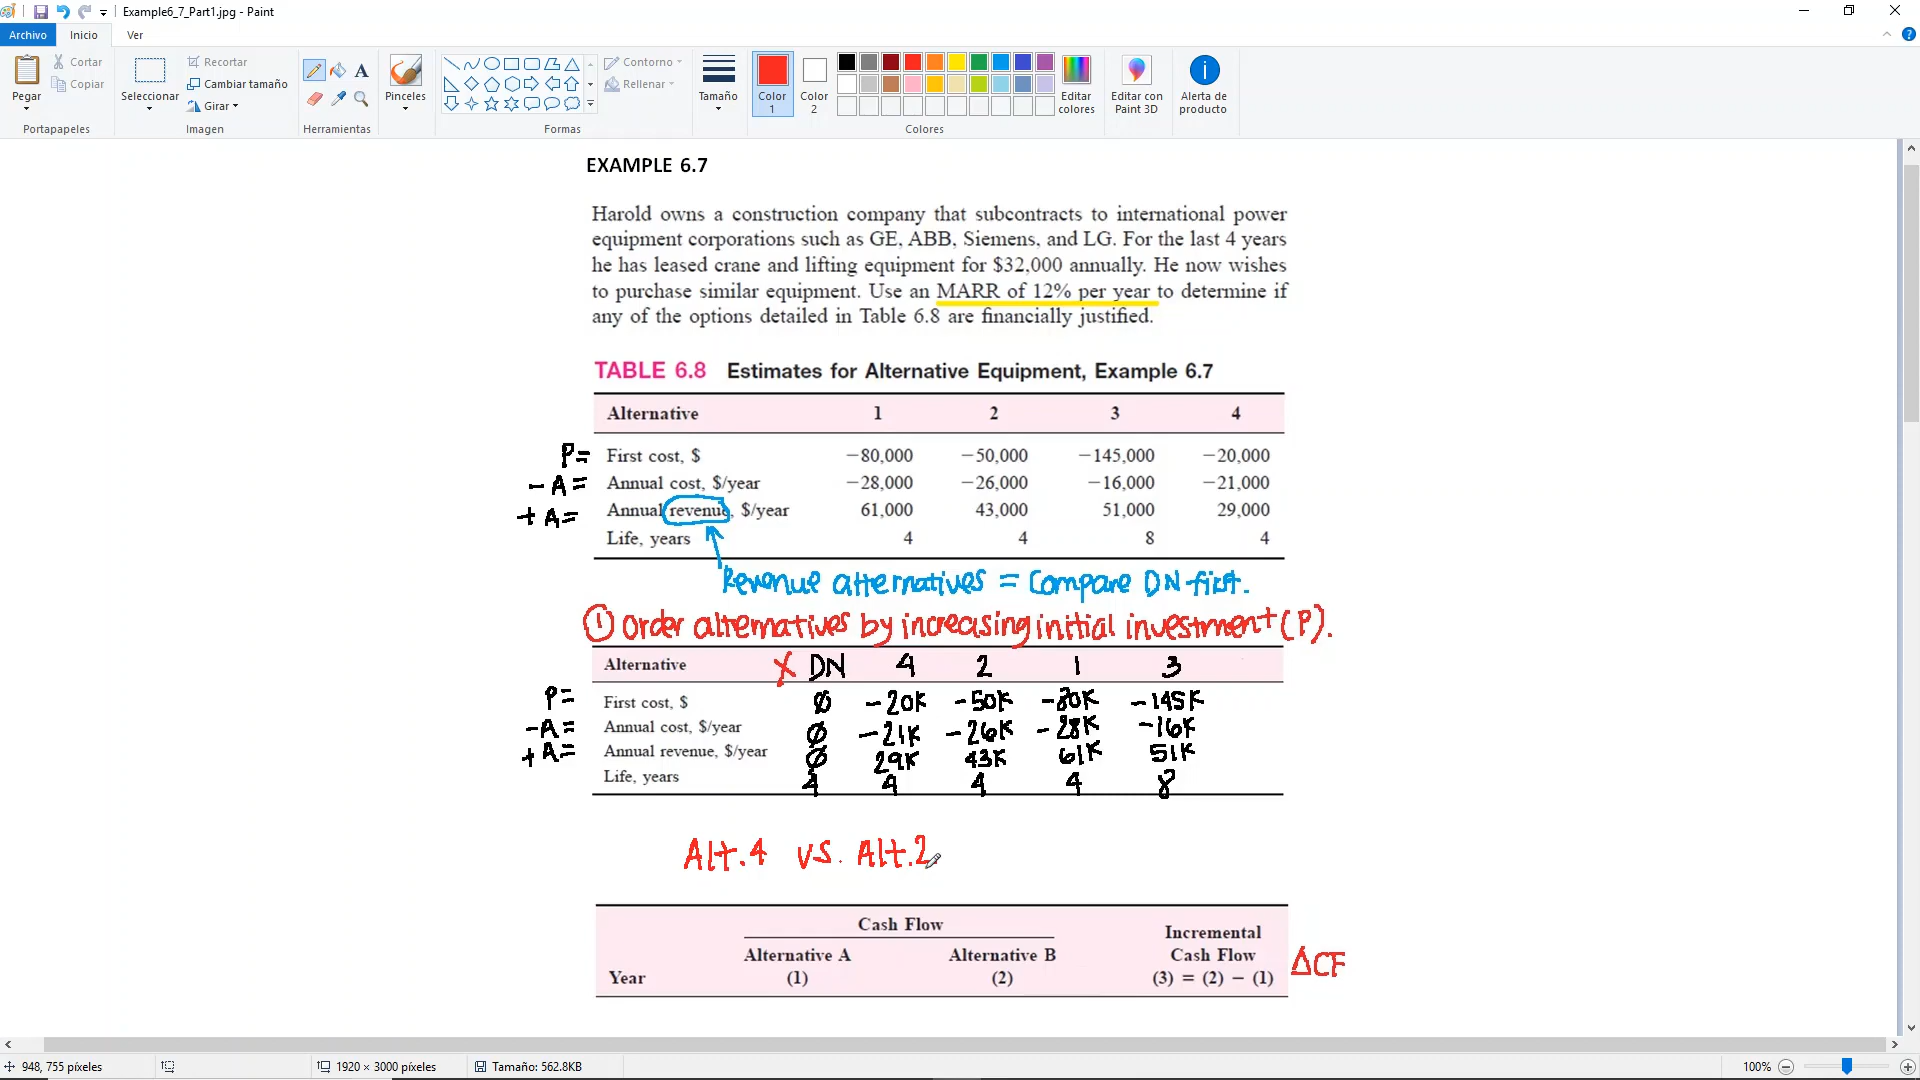 Example6_7_Part1.jpg - Paint
Archivo Inicio Ver
Pegar
Cortar
Copiar
Portapapeles
Seleccionar
Recortar
Cambiar tamaño
Girar
Imagen
A
Herramientas
Pinceles
Contorno
Rellenar
Formas
Tamaño
Color 1
Color 2
Editar colores
Colores
Editar con Paint 3D
Alerta de producto
EXAMPLE 6.7
Harold owns a construction company that subcontracts to international power
equipment corporations such as GE, ABB, Siemens, and LG. For the last 4 years
he has leased crane and lifting equipment for $32,000 annually. He now wishes
to purchase similar equipment. Use an MARR of 12% per year to determine if
any of the options detailed in Table 6.8 are financially justified.
TABLE 6.8 Estimates for Alternative Equipment, Example 6.7
Alternative 1 2 3 4
P= First cost, $ −80,000 −50,000 −145,000 −20,000
-A= Annual cost, $/year −28,000 −26,000 −16,000 −21,000
+A= Annual revenue, $/year 61,000 43,000 51,000 29,000
Life, years 4 4 8 4
Revenue alternatives = Compare DN first.
① Order alternatives by increasing initial investment (P).
Alternative X DN 4 2 1 3
P= First cost, $ Ø -20K -50K -80K -145K
-A= Annual cost, $/year Ø -21K -26K -28K -16K
+A= Annual revenue, $/year Ø 29K 43K 61K 51K
Life, years 4 4 4 4 8
Alt.4 vs. Alt.2
Cash Flow
Incremental
Alternative A Alternative B Cash Flow ΔCF
Year (1) (2) (3) = (2) − (1)
948, 755 píxeles
1920 × 3000 píxeles
Tamaño: 562.8KB
100%